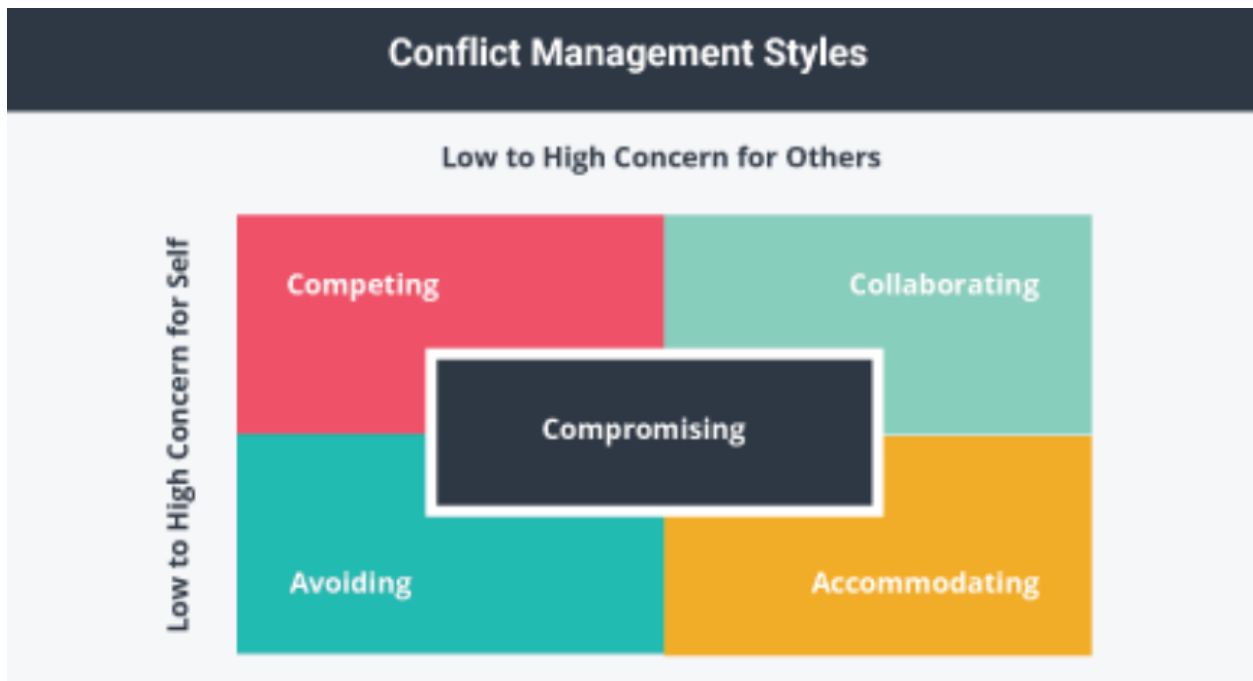 Conflict Management Styles
Low to High Concern for Others
Low to High Concern for Self
Competing
Collaborating
Compromising
Avoiding
Accommodating